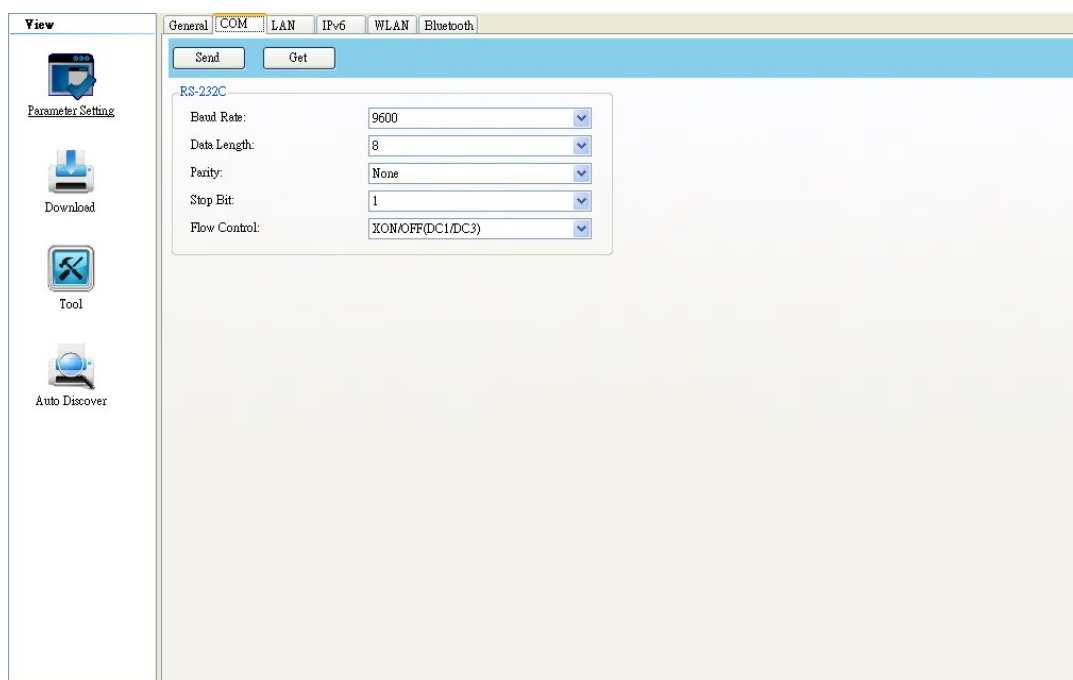 View
Parameter Setting
Download
Tool
Auto Discover
General COM LAN IPv6 WLAN Bluetooth
Send Get
RS-232C
Baud Rate: 9600
Data Length: 8
Parity: None
Stop Bit: 1
Flow Control: XON/OFF(DC1/DC3)